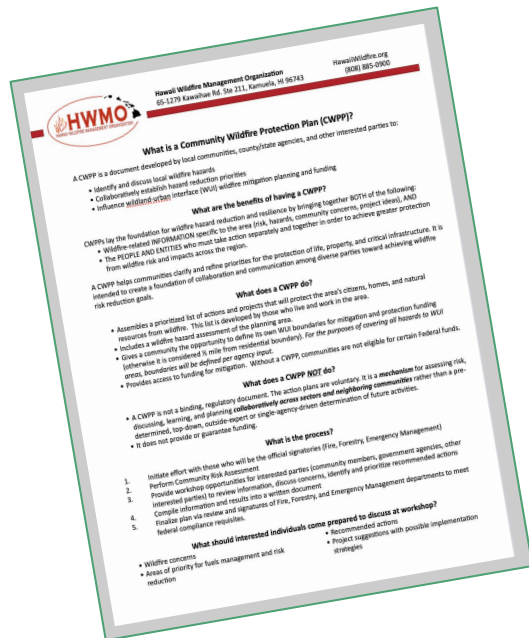 HWMO
HAWAII WILDFIRE MANAGEMENT ORGANIZATION
Hawaii Wildfire Management Organization
65-1279 Kawaihae Rd. Ste 211, Kamuela, HI 96743
HawaiiWildfire.org
(808) 885-0900
What is a Community Wildfire Protection Plan (CWPP)?
A CWPP is a document developed by local communities, county/state agencies, and other interested parties to:
• Identify and discuss local wildfire hazards
• Collaboratively establish hazard reduction priorities
• Influence wildland-urban interface (WUI) wildfire mitigation planning and funding
What are the benefits of having a CWPP?
CWPPs lay the foundation for wildfire hazard reduction and resilience by bringing together BOTH of the following:
• Wildfire-related INFORMATION specific to the area (risk, hazards, community concerns, project ideas), AND
• The PEOPLE AND ENTITIES who must take action separately and together in order to achieve greater protection
from wildfire risk and impacts across the region.
A CWPP helps communities clarify and refine priorities for the protection of life, property, and critical infrastructure. It is
intended to create a foundation of collaboration and communication among diverse parties toward achieving wildfire
risk reduction goals.
What does a CWPP do?
• Assembles a prioritized list of actions and projects that will protect the area's citizens, homes, and natural
resources from wildfire. This list is developed by those who live and work in the area.
• Includes a wildfire hazard assessment of the planning area.
• Gives a community the opportunity to define its own WUI boundaries for mitigation and protection funding
(otherwise it is considered ½ mile from residential boundary). For the purposes of covering all hazards to WUI
areas, boundaries will be defined per agency input.
• Provides access to funding for mitigation. Without a CWPP, communities are not eligible for certain Federal funds.
What does a CWPP NOT do?
• A CWPP is not a binding, regulatory document. The action plans are voluntary. It is a mechanism for assessing risk,
discussing, learning, and planning collaboratively across sectors and neighboring communities rather than a pre-
determined, top-down, outside-expert or single-agency-driven determination of future activities.
• It does not provide or guarantee funding.
What is the process?
1. Initiate effort with those who will be the official signatories (Fire, Forestry, Emergency Management)
2. Perform Community Risk Assessment
3. Provide workshop opportunities for interested parties (community members, government agencies, other
interested parties) to review information, discuss concerns, identify and prioritize recommended actions
4. Compile information and results into a written document
5. Finalize plan via review and signatures of Fire, Forestry, and Emergency Management departments to meet
federal compliance requisites.
What should interested individuals come prepared to discuss at workshop?
• Wildfire concerns
• Areas of priority for fuels management and risk
reduction
• Recommended actions
• Project suggestions with possible implementation
strategies